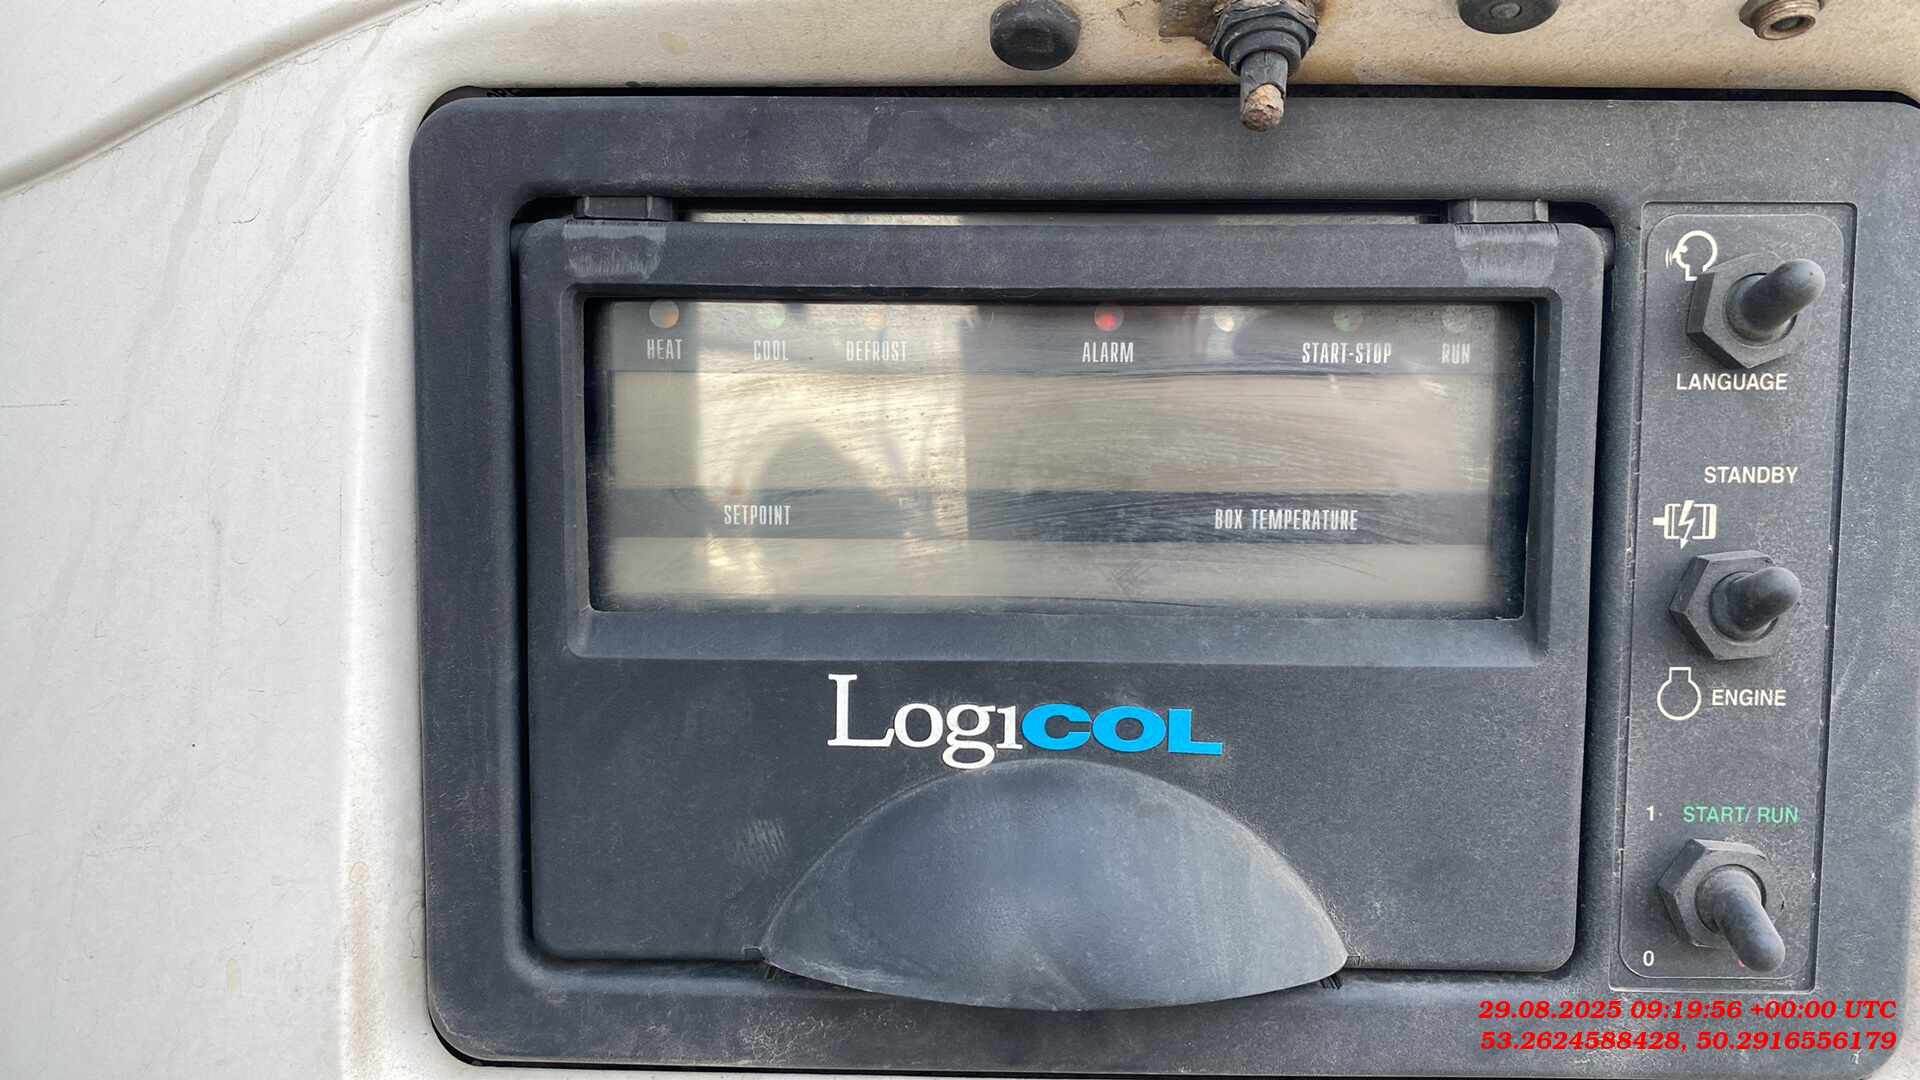 HEAT COOL DEFROST ALARM START-STOP RUN
SETPOINT BOX TEMPERATURE
LOGICOL
LANGUAGE
STANDBY
ENGINE
1 START/ RUN
0
29.08.2025 09:19:56 +00:00 UTC
53.2624588428, 50.2916556179